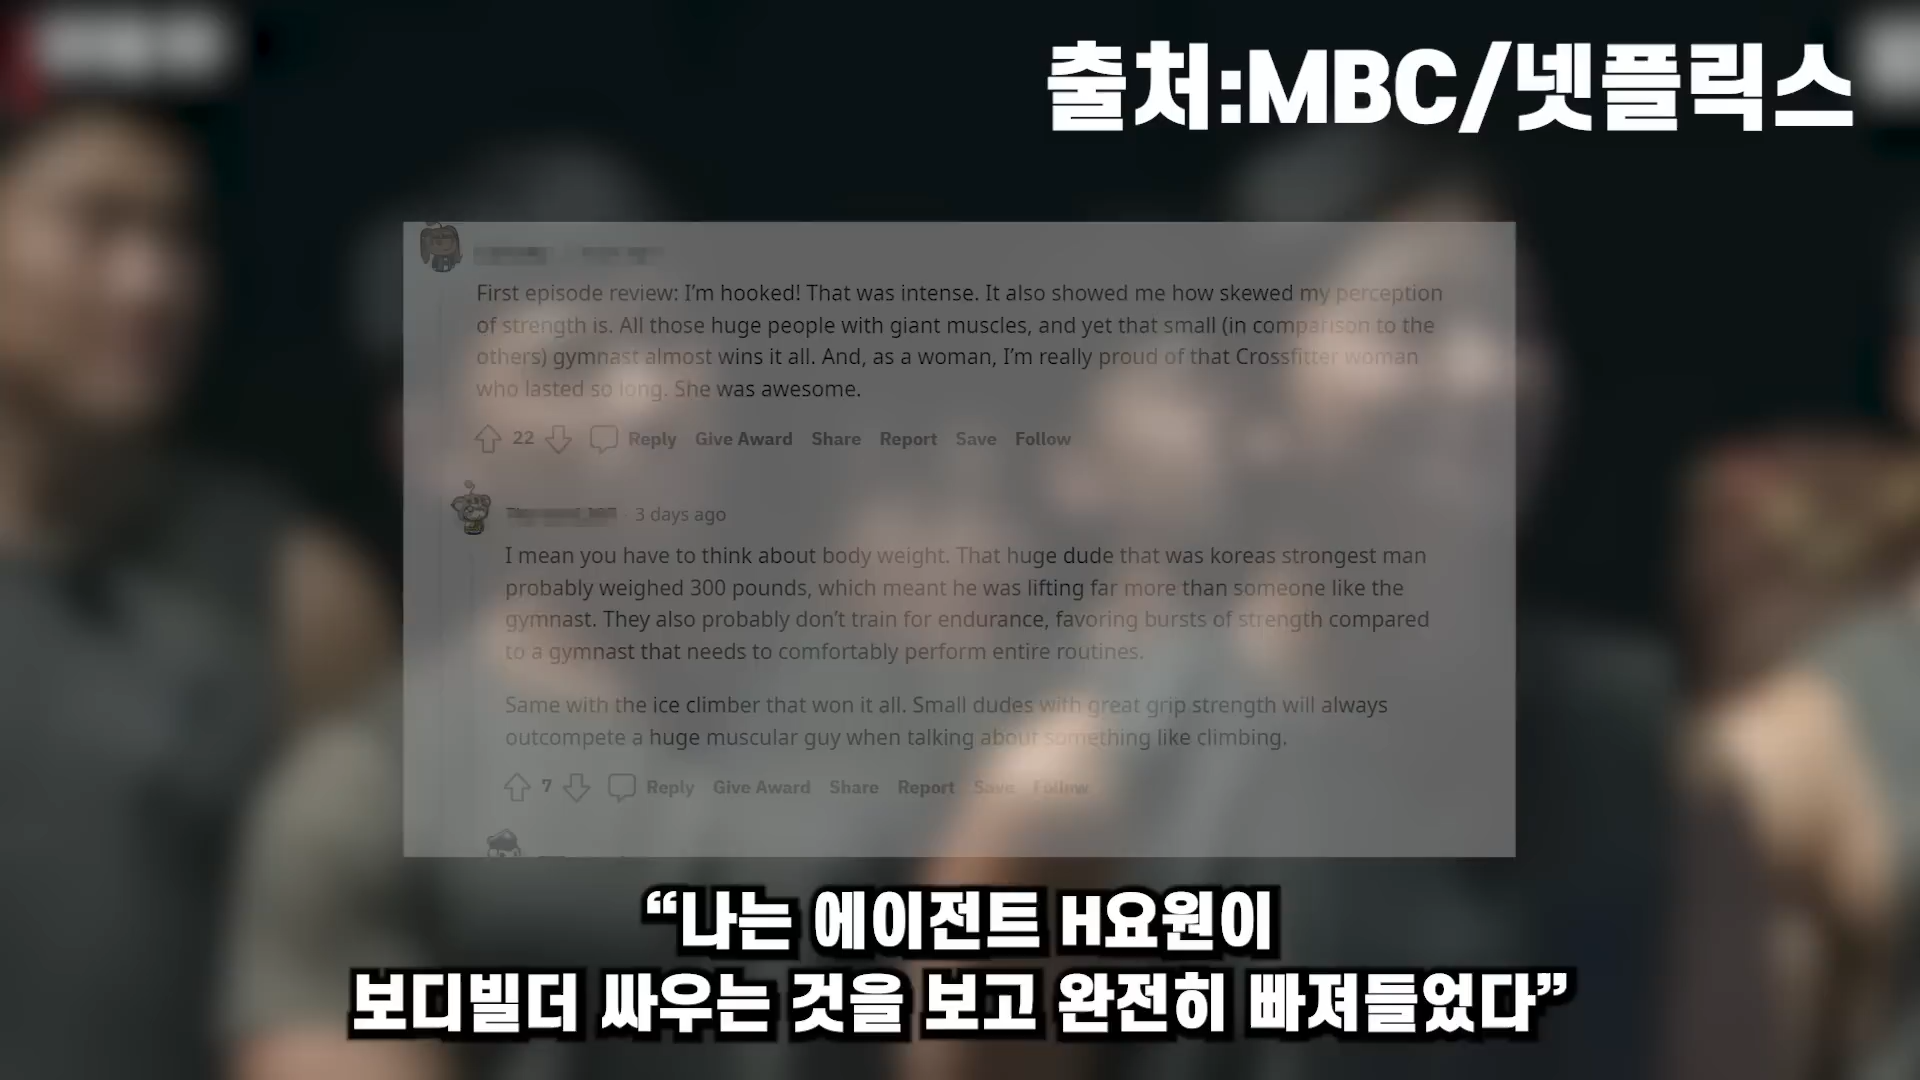 출처:MBC/넷플릭스
First episode review: I'm hooked! That was intense. It also showed me how skewed my perception
of strength is. All those huge people with giant muscles, and yet that small (in comparison to the
others) gymnast almost wins it all. And, as a woman, I'm really proud of that Crossfitter woman
who lasted so long. She was awesome.
22 Reply Give Award Share Report Save Follow
· 3 days ago
I mean you have to think about body weight. That huge dude that was koreas strongest man
probably weighed 300 pounds, which meant he was lifting far more than someone like the
gymnast. They also probably don't train for endurance, favoring bursts of strength compared
to a gymnast that needs to comfortably perform entire routines.
Same with the ice climber that won it all. Small dudes with great grip strength will always
outcompete a huge muscular guy when talking about something like climbing.
7 Reply Give Award Share Report Save Follow
“나는 에이전트 H요원이
보디빌더 싸우는 것을 보고 완전히 빠져들었다”